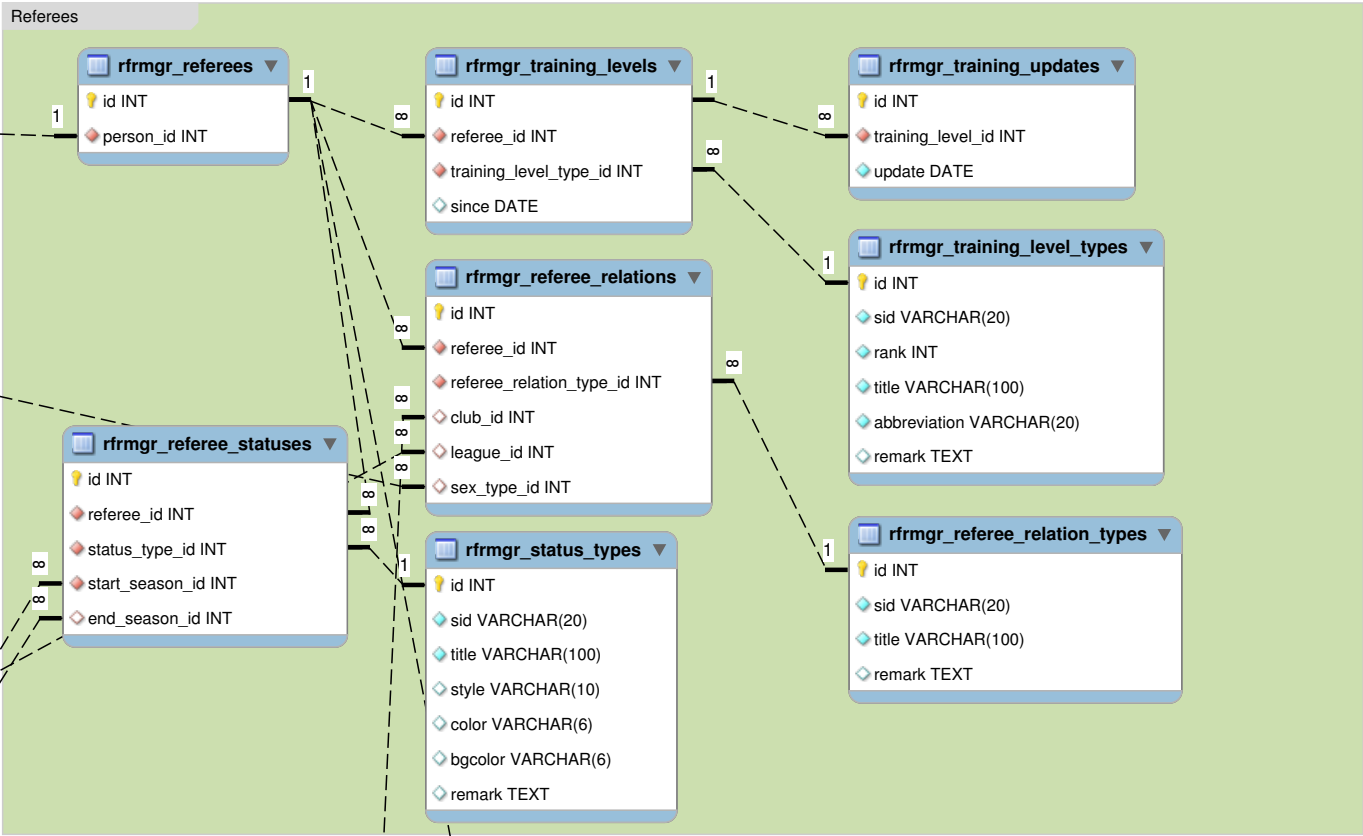 Referees
rfrmgr_referees
id INT
person_id INT
1
1
rfrmgr_training_levels
id INT
referee_id INT
training_level_type_id INT
since DATE
∞
1
∞
rfrmgr_training_updates
id INT
training_level_id INT
update DATE
∞
rfrmgr_training_level_types
id INT
sid VARCHAR(20)
rank INT
title VARCHAR(100)
abbreviation VARCHAR(20)
remark TEXT
1
rfrmgr_referee_relations
id INT
referee_id INT
referee_relation_type_id INT
club_id INT
league_id INT
sex_type_id INT
∞
∞
∞
∞
∞
rfrmgr_referee_statuses
id INT
referee_id INT
status_type_id INT
start_season_id INT
end_season_id INT
∞
∞
∞
∞
rfrmgr_status_types
id INT
sid VARCHAR(20)
title VARCHAR(100)
style VARCHAR(10)
color VARCHAR(6)
bgcolor VARCHAR(6)
remark TEXT
1
rfrmgr_referee_relation_types
id INT
sid VARCHAR(20)
title VARCHAR(100)
remark TEXT
1